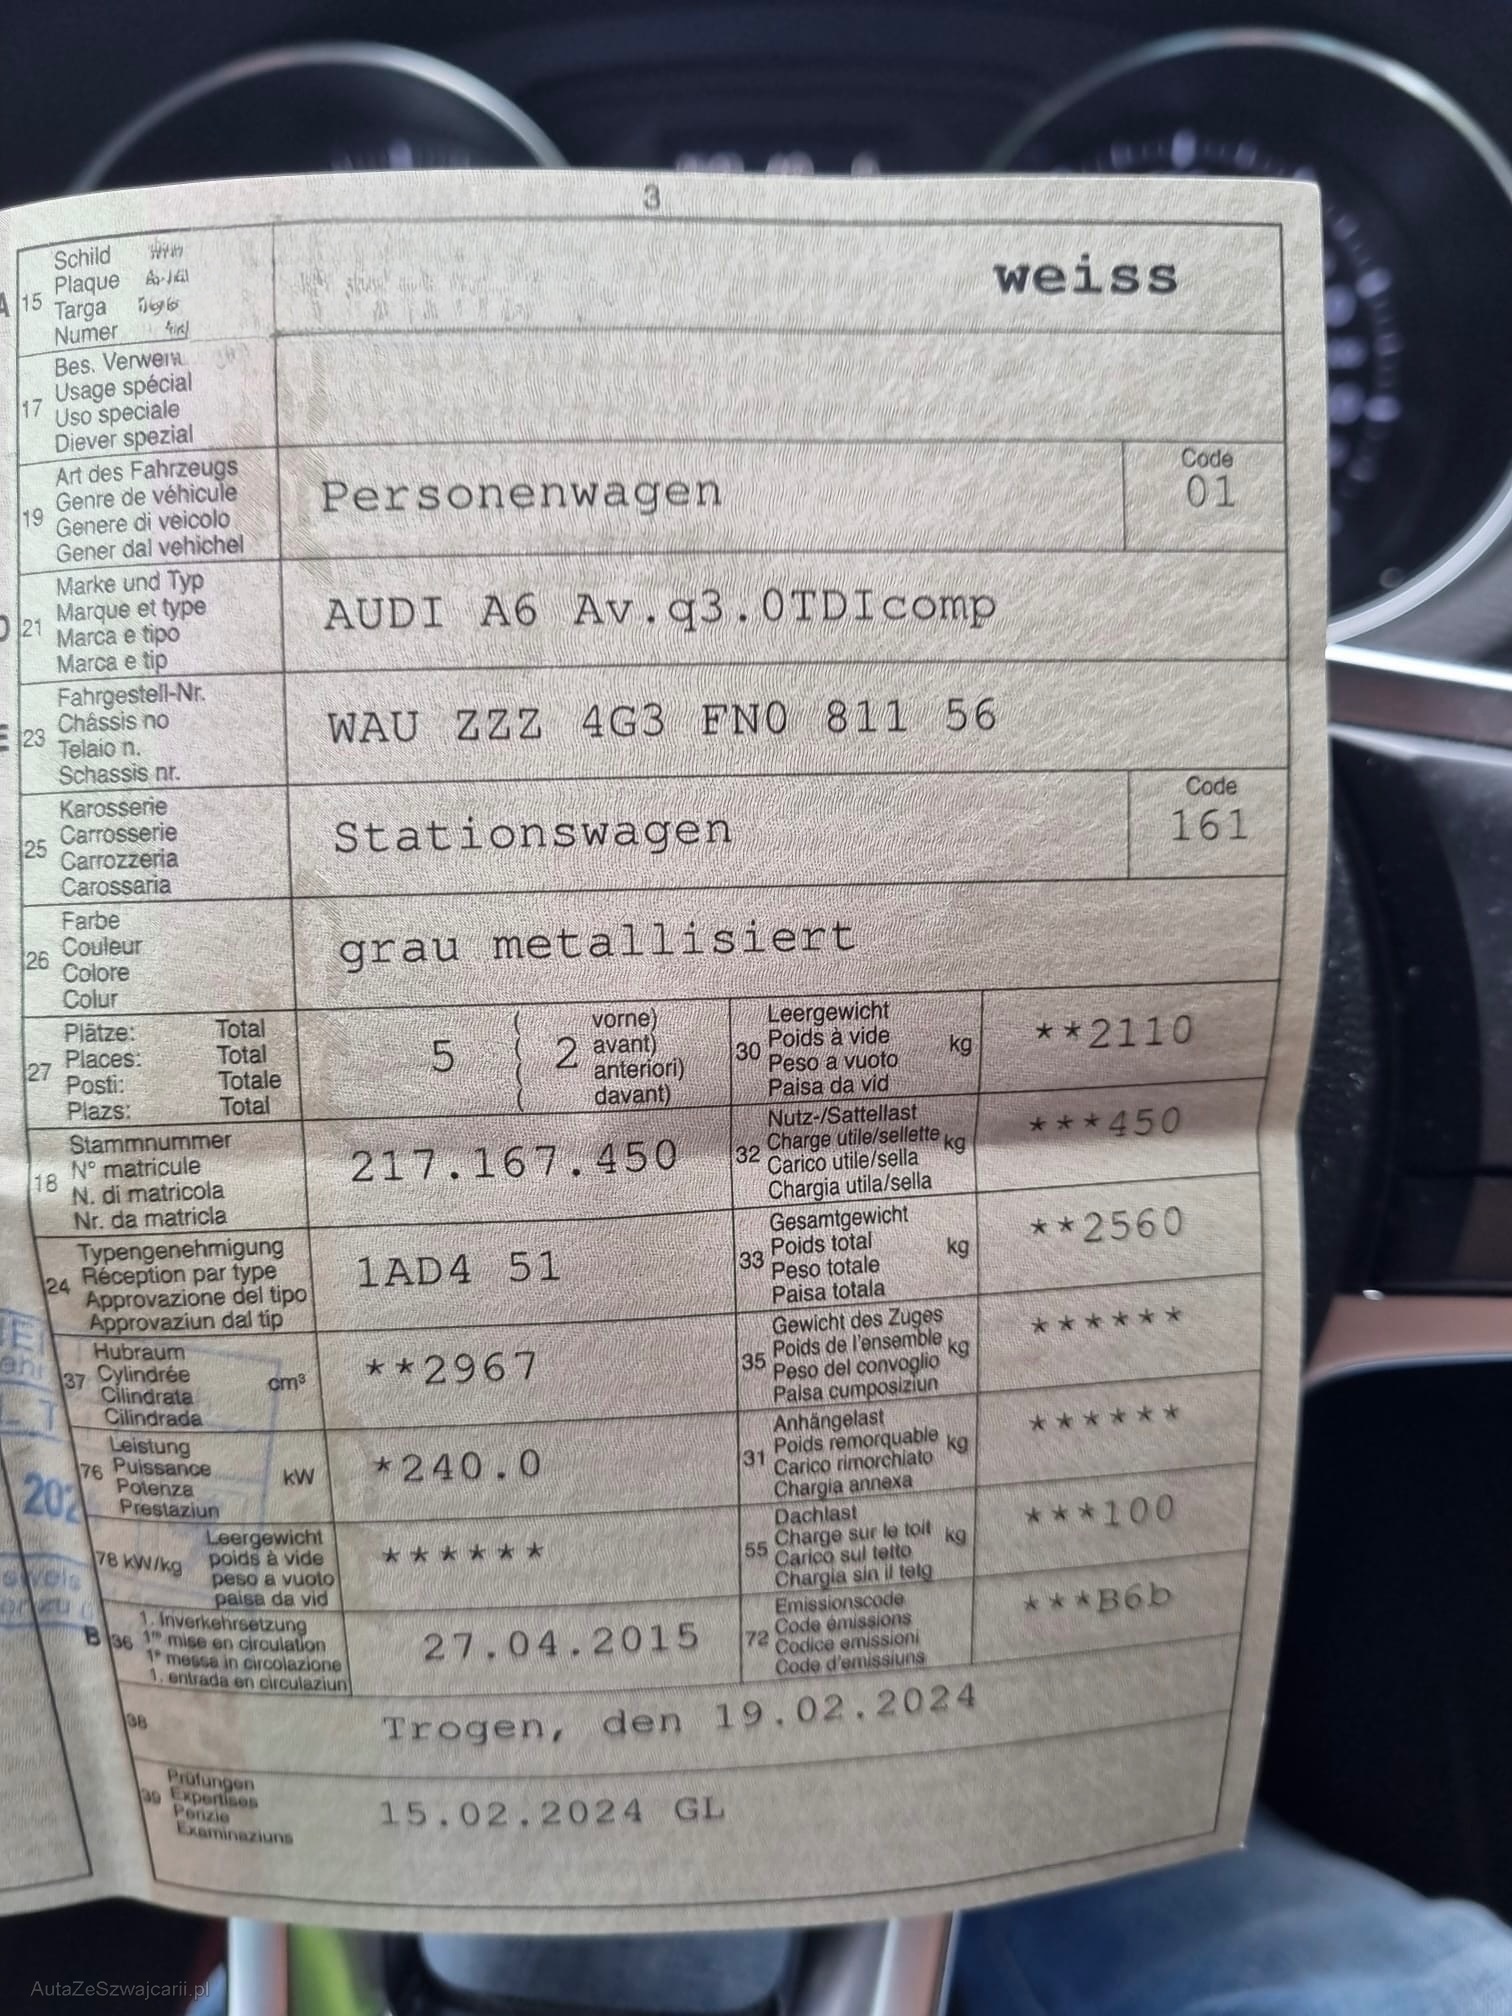 3
15 Schild
Plaque
Targa
Numer
weiss
17 Bes. Verwen
Usage spécial
Uso speciale
Diever spezial
19 Art des Fahrzeugs
Genre de véhicule
Genere di veicolo
Gener dal vehichel
Personenwagen
Code
01
21 Marke und Typ
Marque et type
Marca e tipo
Marca e tip
AUDI A6 Av.q3.0TDIcomp
23 Fahrgestell-Nr.
Châssis no
Telaio n.
Schassis nr.
WAU ZZZ 4G3 FN0 811 56
25 Karosserie
Carrosserie
Carrozzeria
Carossaria
Stationswagen
Code
161
26 Farbe
Couleur
Colore
Colur
grau metallisiert
27 Plätze: Total
Places: Total
Posti: Totale
Plazs: Total
5 ( 2 vorne)
avant)
anteriori)
davant)
30 Leergewicht
Poids à vide kg
Peso a vuoto
Paisa da vid
**2110
18 Stammnummer
N° matricule
N. di matricola
Nr. da matricla
217.167.450
32 Nutz-/Sattellast
Charge utile/sellette kg
Carico utile/sella
Chargia utila/sella
***450
24 Typengenehmigung
Réception par type
Approvazione del tipo
Approvaziun dal tip
1AD4 51
33 Gesamtgewicht
Poids total kg
Peso totale
Paisa totala
**2560
37 Hubraum
Cylindrée cm³
Cilindrata
Cilindrada
**2967
35 Gewicht des Zuges
Poids de l'ensemble kg
Peso del convoglio
Paisa cumposiziun
******
76 Leistung
Puissance kW
Potenza
Prestaziun
*240.0
31 Anhängelast
Poids remorquable kg
Carico rimorchiato
Chargia annexa
******
78 kW/kg Leergewicht
poids à vide
peso a vuoto
paisa da vid
******
55 Dachlast
Charge sur le toit kg
Carico sul tetto
Chargia sin il tetg
***100
B 36 1. Inverkehrsetzung
1re mise en circulation
1a messa in circolazione
1. entrada en circulaziun
27.04.2015
72 Emissionscode
Code émissions
Codice emissioni
Code d'emissiuns
***B6b
38 Trogen, den 19.02.2024
39 Prüfungen
Expertises
Perizie
Examinaziuns
15.02.2024 GL
AutaZeSzwajcarii.pl